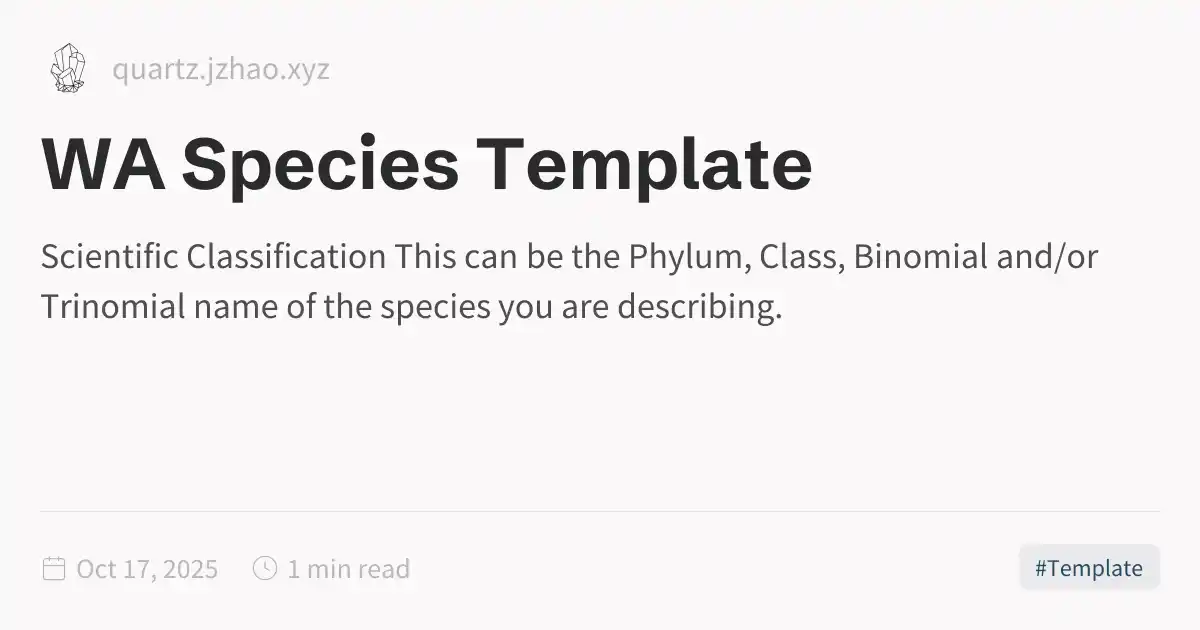 quartz.jzhao.xyz
WA Species Template
Scientific Classification This can be the Phylum, Class, Binomial and/or
Trinomial name of the species you are describing.
Oct 17, 2025 1 min read #Template